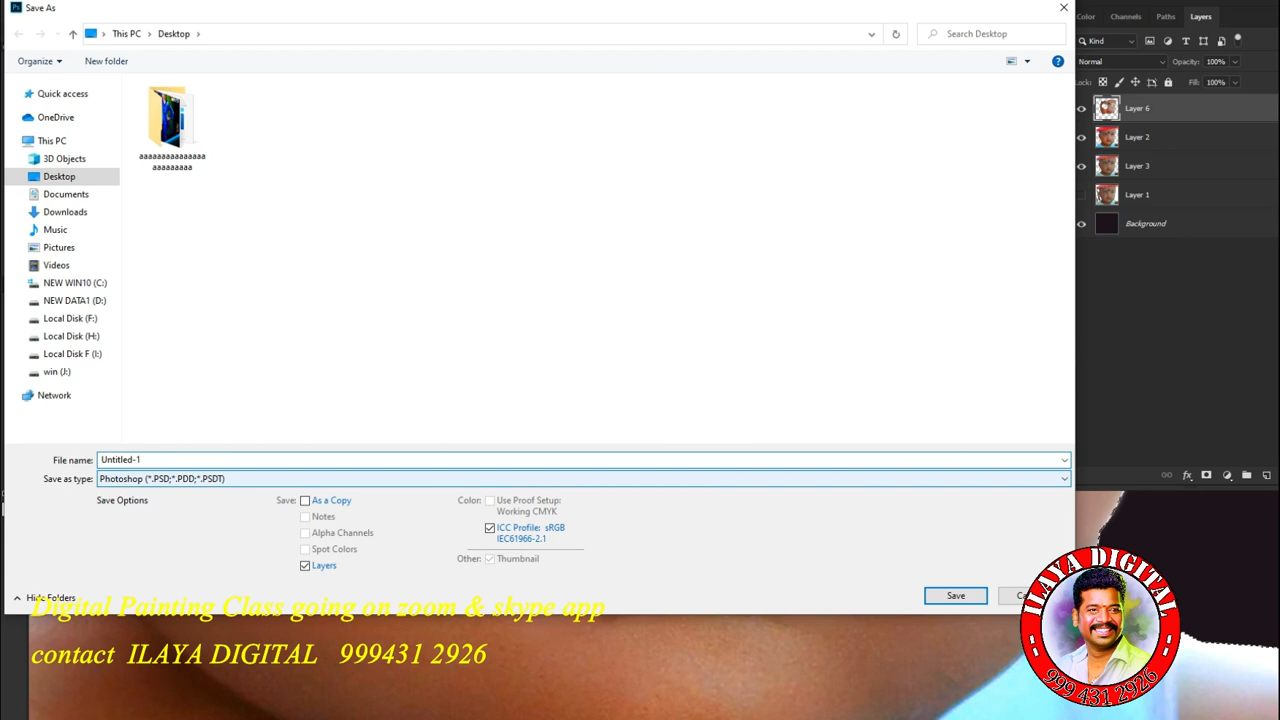 Save As
This PC
Desktop
Search Desktop
Organize
New folder
Quick access
OneDrive
This PC
3D Objects
Desktop
Documents
Downloads
Music
Pictures
Videos
NEW WIN10 (C:)
NEW DATA1 (D:)
Local Disk (F:)
Local Disk (H:)
Local Disk F (I:)
win (J:)
Network
aaaaaaaaaaaaaaa
aaaaaaaaa
File name: Untitled-1
Save as type: Photoshop (*.PSD;*.PDD;*.PSDT)
Save Options
Save: As a Copy
Notes
Alpha Channels
Spot Colors
Layers
Color: Use Proof Setup:
Working CMYK
ICC Profile: sRGB
IEC61966-2.1
Other: Thumbnail
Hide Folders
Save
Color Channels Paths Layers
Kind
Normal Opacity: 100%
Fill: 100%
Layer 6
Layer 2
Layer 3
Layer 1
Background
Digital Painting Class going on zoom & skype app
contact ILAYA DIGITAL 999431 2926
ILAYA DIGITAL
999 431 2926